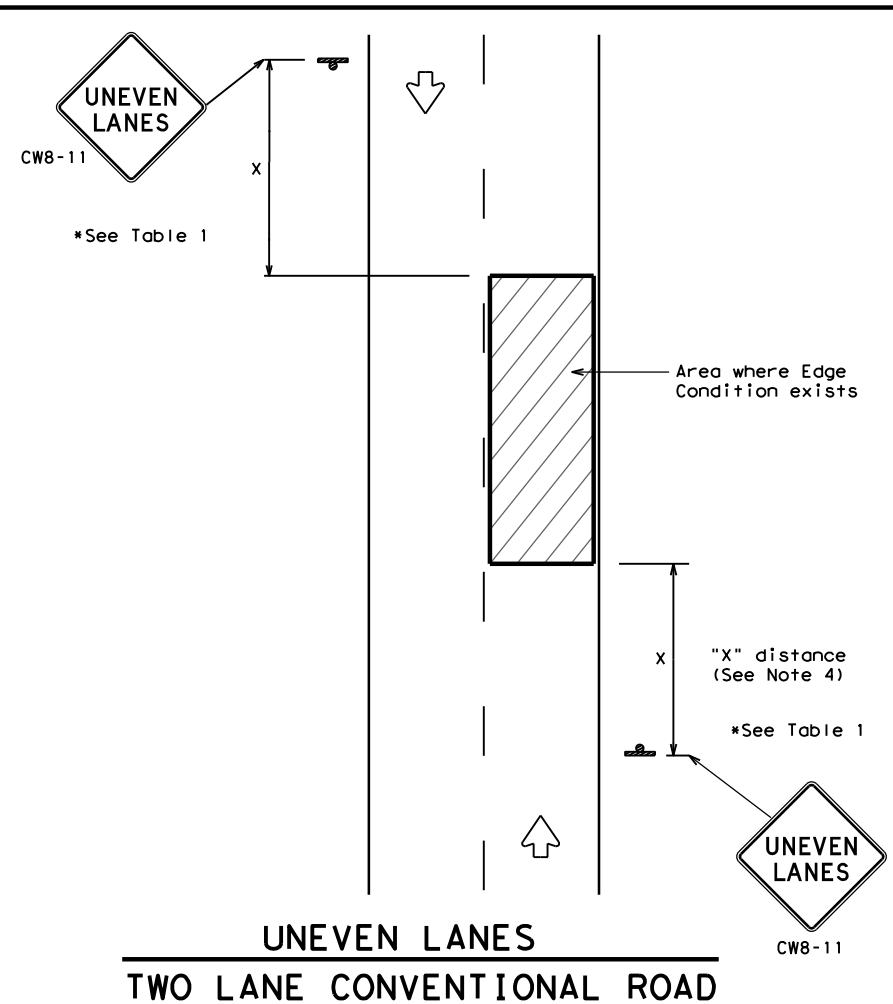 UNEVEN
LANES
CW8-11
X
*See Table 1
Area where Edge
Condition exists
X
"X" distance
(See Note 4)
*See Table 1
UNEVEN
LANES
CW8-11
UNEVEN LANES
TWO LANE CONVENTIONAL ROAD